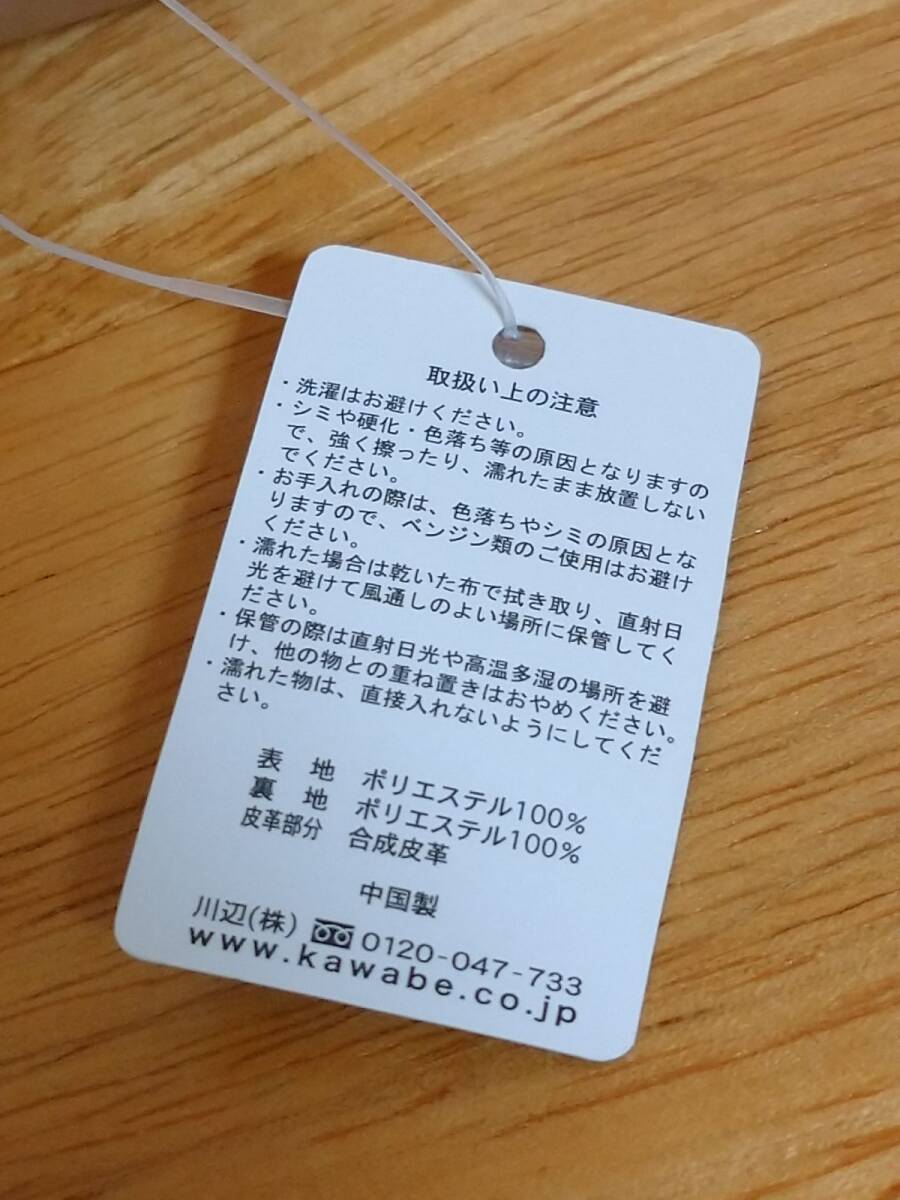 取扱い上の注意
・洗濯はお避けください。
・シミや硬化・色落ち等の原因となりますの
で、強く擦ったり、濡れたまま放置しない
でください。
・お手入れの際は、色落ちやシミの原因とな
りますので、ベンジン類のご使用はお避け
ください。
・濡れた場合は乾いた布で拭き取り、直射日
光を避けて風通しのよい場所に保管してく
ださい。
・保管の際は直射日光や高温多湿の場所を避
け、他の物との重ね置きはおやめください。
・濡れた物は、直接入れないようにしてくだ
さい。
表 地 ポリエステル100%
裏 地 ポリエステル100%
皮革部分 合成皮革
中国製
川辺(株) 0120-047-733
www.kawabe.co.jp